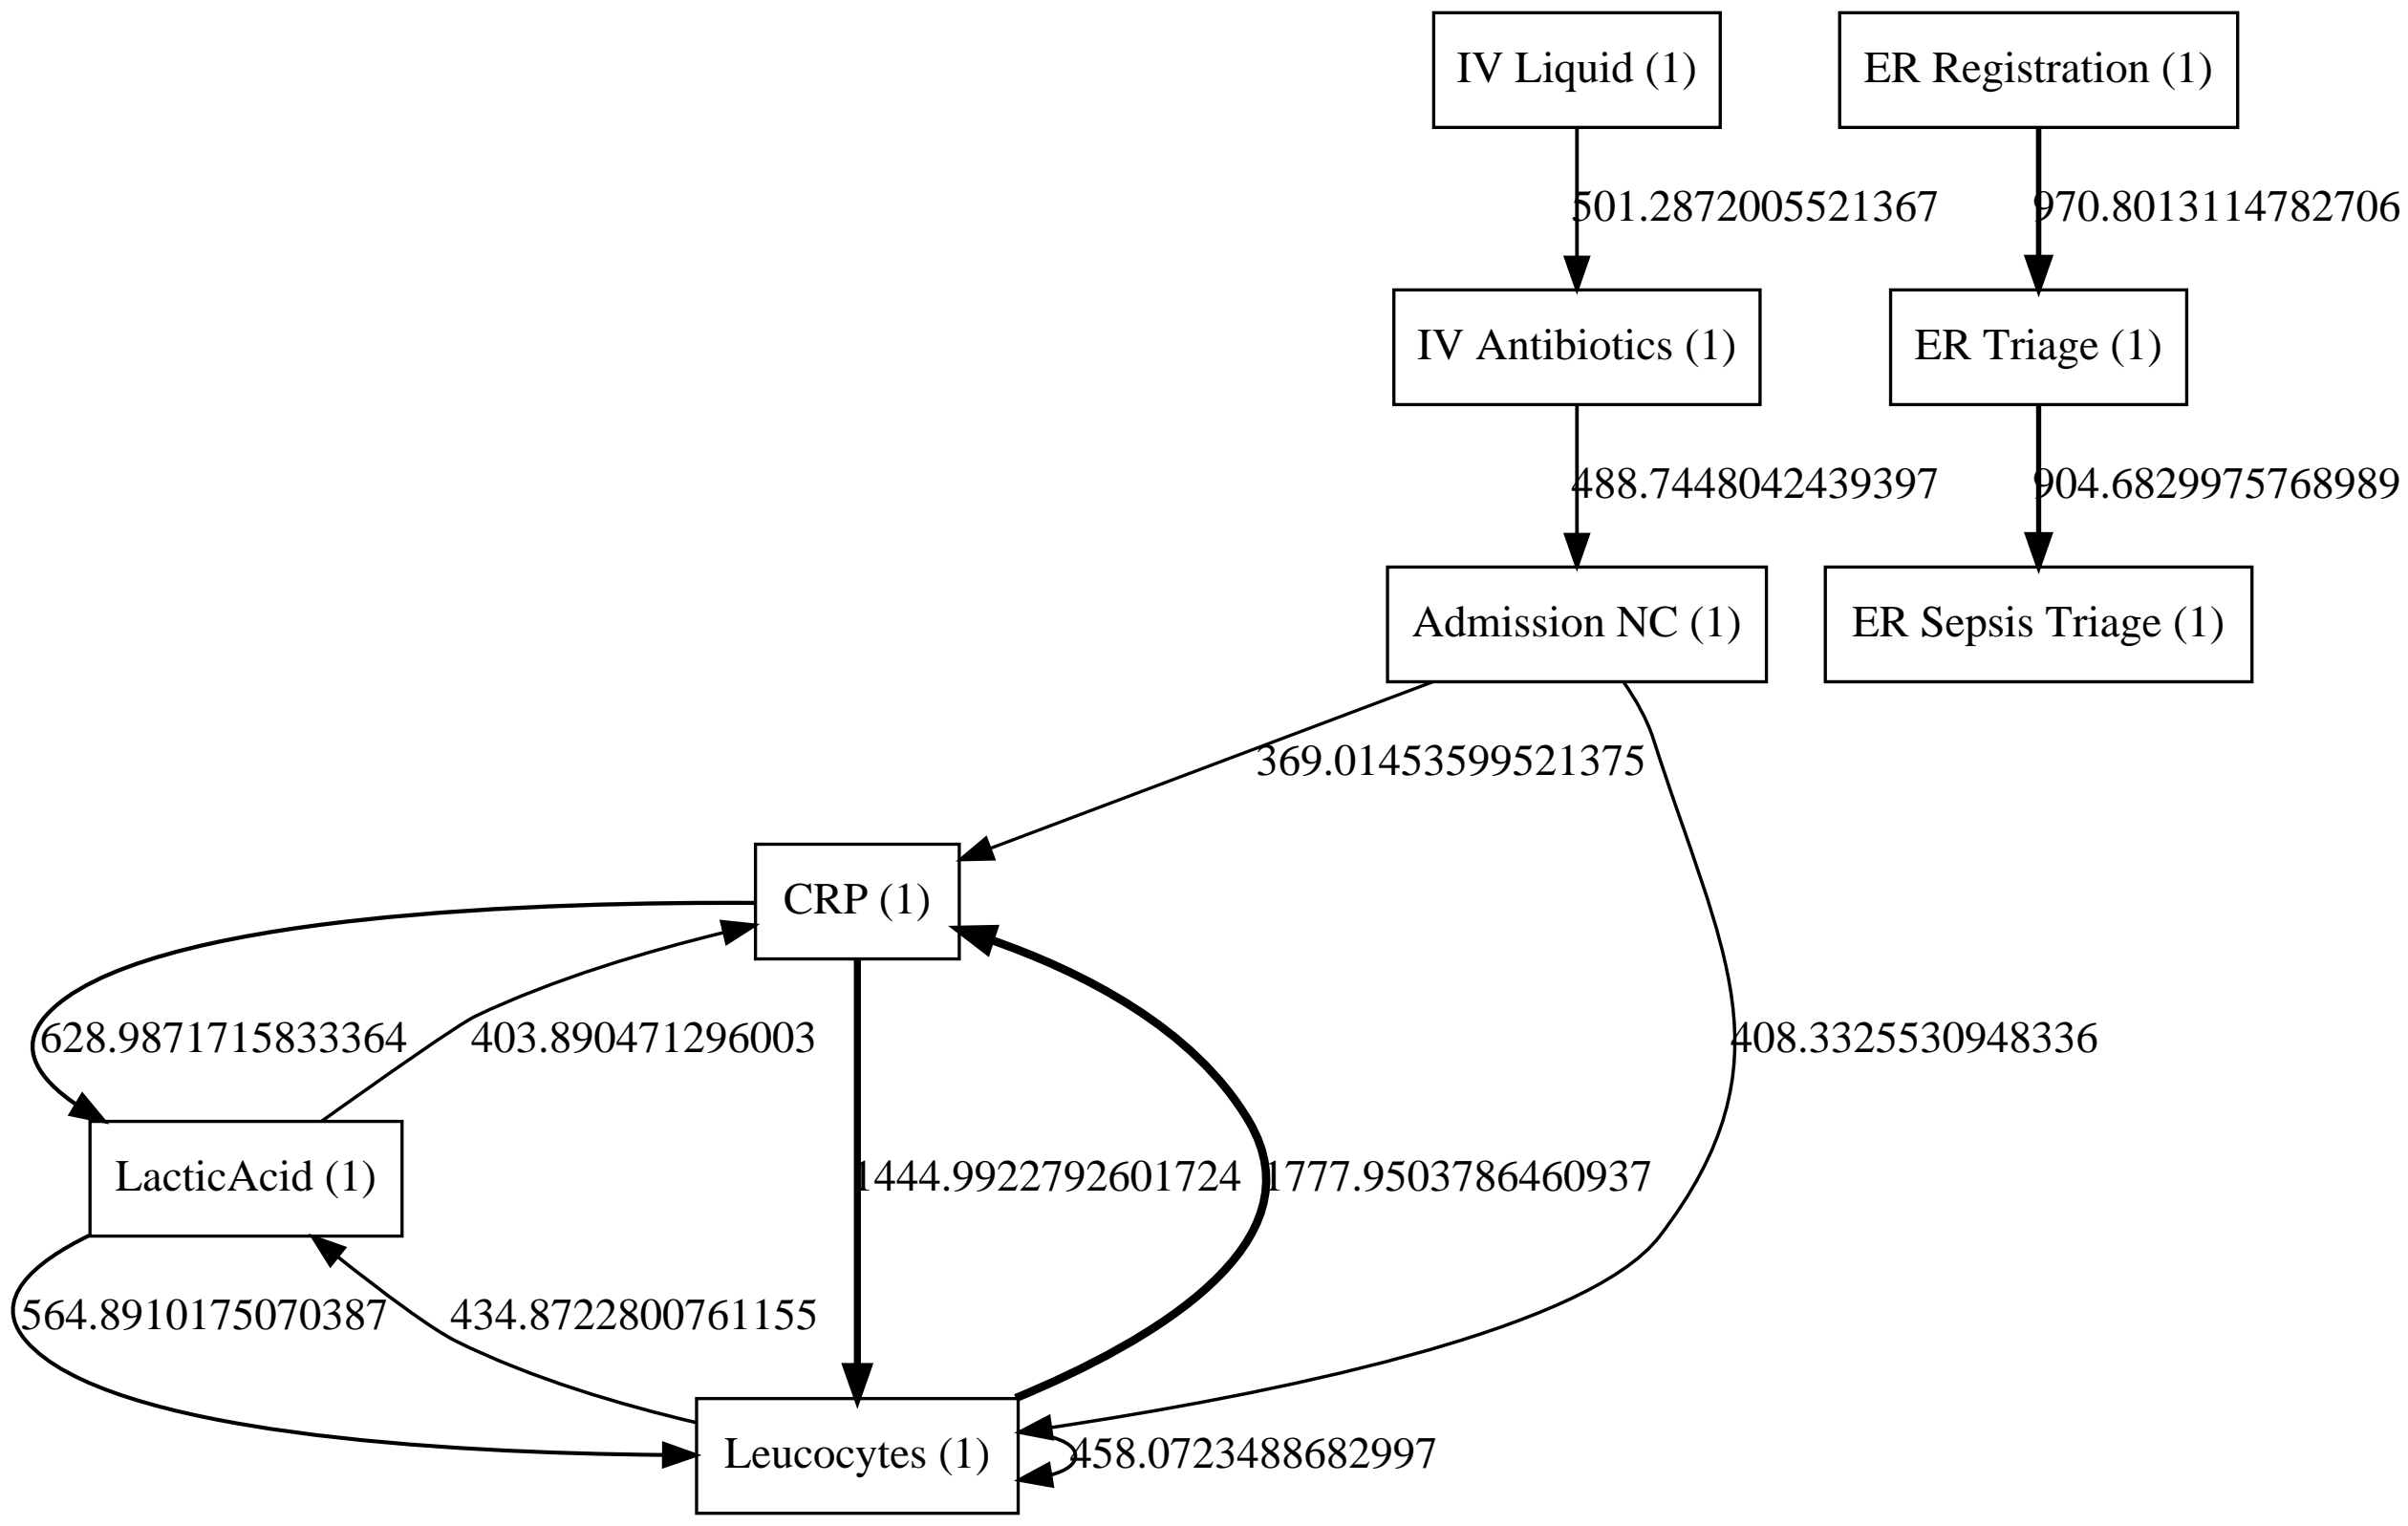 IV Liquid (1)
ER Registration (1)
501.2872005521367
970.8013114782706
IV Antibiotics (1)
ER Triage (1)
488.7448042439397
904.6829975768989
Admission NC (1)
ER Sepsis Triage (1)
369.01453599521375
CRP (1)
628.9871715833364
403.890471296003
408.3325530948336
LacticAcid (1)
1444.9922792601724
1777.9503786460937
564.8910175070387
434.8722800761155
Leucocytes (1)
458.0723488682997